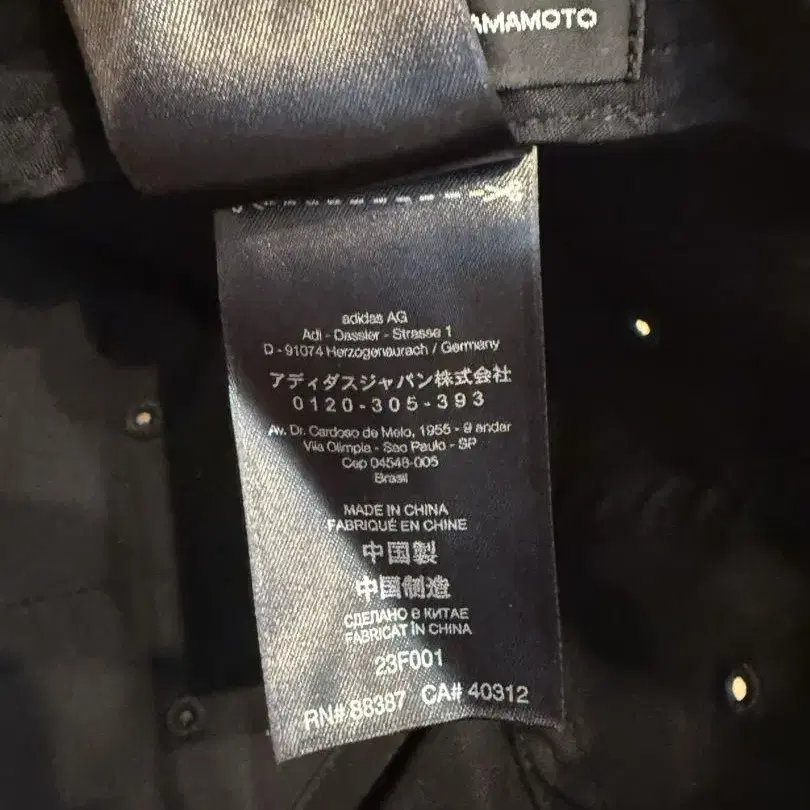 AMAMOTO
adidas AG
Adi - Dassler - Strasse 1
D - 91074 Herzogenaurach / Germany
アディダスジャパン株式会社
0120-305-393
Av. Dr. Cardoso de Melo, 1955 - 9 andar
Vila Olimpia - Sao Paulo - SP
Cep 04548-005
Brasil
MADE IN CHINA
FABRIQUÉ EN CHINE
中国製
中国制造
СДЕЛАНО В КИТАЕ
FABRICAT ÎN CHINA
23F001
RN# 88387 CA# 40312